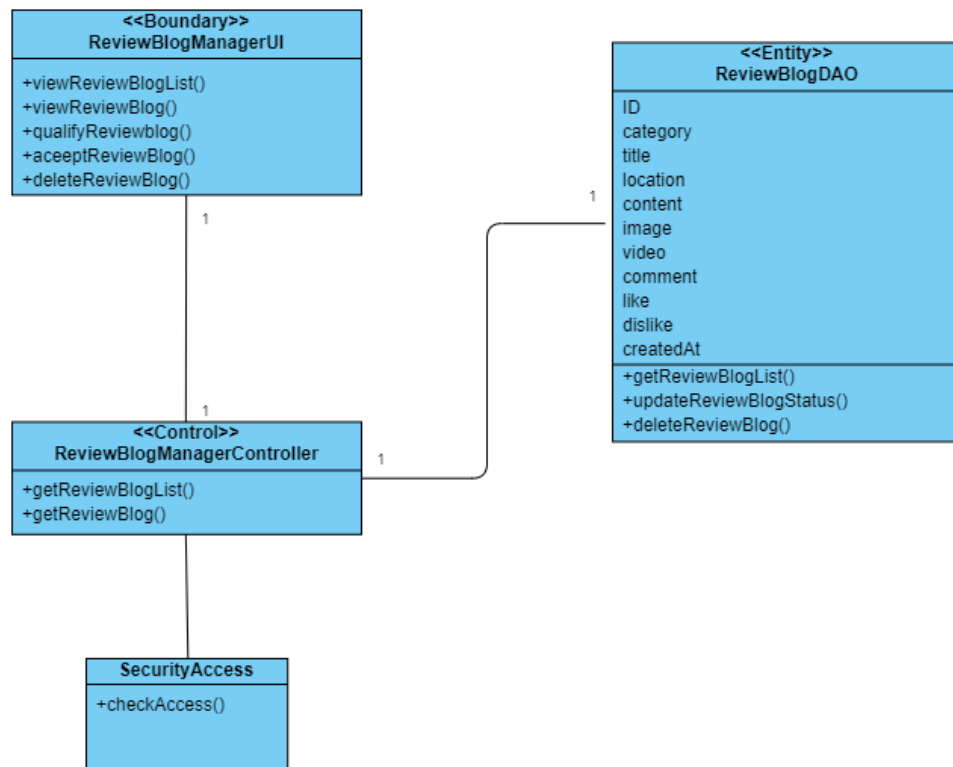 <<Boundary>>
ReviewBlogManagerUI
+viewReviewBlogList()
+viewReviewBlog()
+qualifyReviewblog()
+aceeptReviewBlog()
+deleteReviewBlog()
1
1
<<Control>>
ReviewBlogManagerController
+getReviewBlogList()
+getReviewBlog()
1
1
<<Entity>>
ReviewBlogDAO
ID
category
title
location
content
image
video
comment
like
dislike
createdAt
+getReviewBlogList()
+updateReviewBlogStatus()
+deleteReviewBlog()
SecurityAccess
+checkAccess()